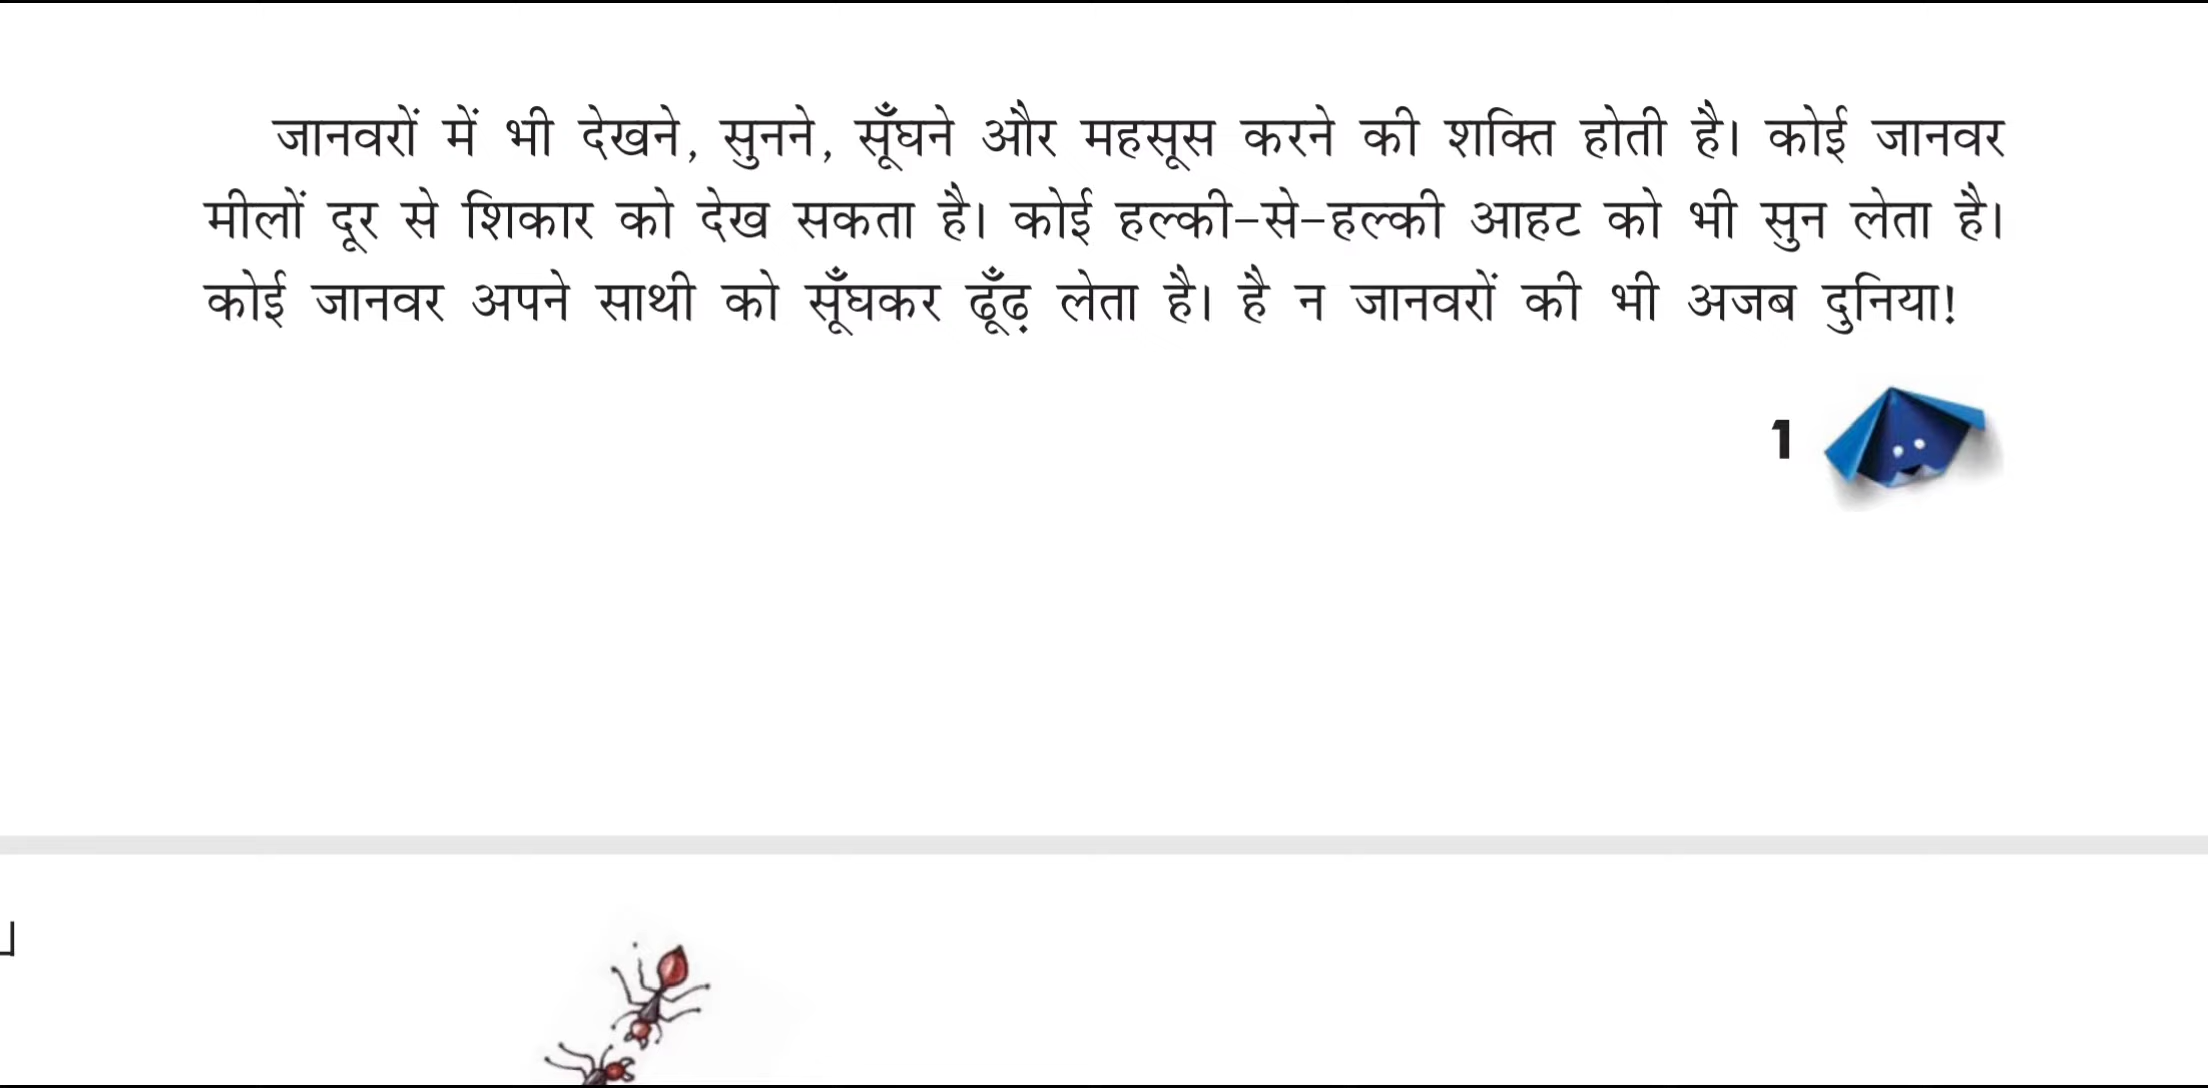 जानवरों में भी देखने, सुनने, सूँघने और महसूस करने की शक्ति होती है। कोई जानवर
मीलों दूर से शिकार को देख सकता है। कोई हल्की-से-हल्की आहट को भी सुन लेता है।
कोई जानवर अपने साथी को सूँघकर ढूँढ़ लेता है। है न जानवरों की भी अजब दुनिया!
1